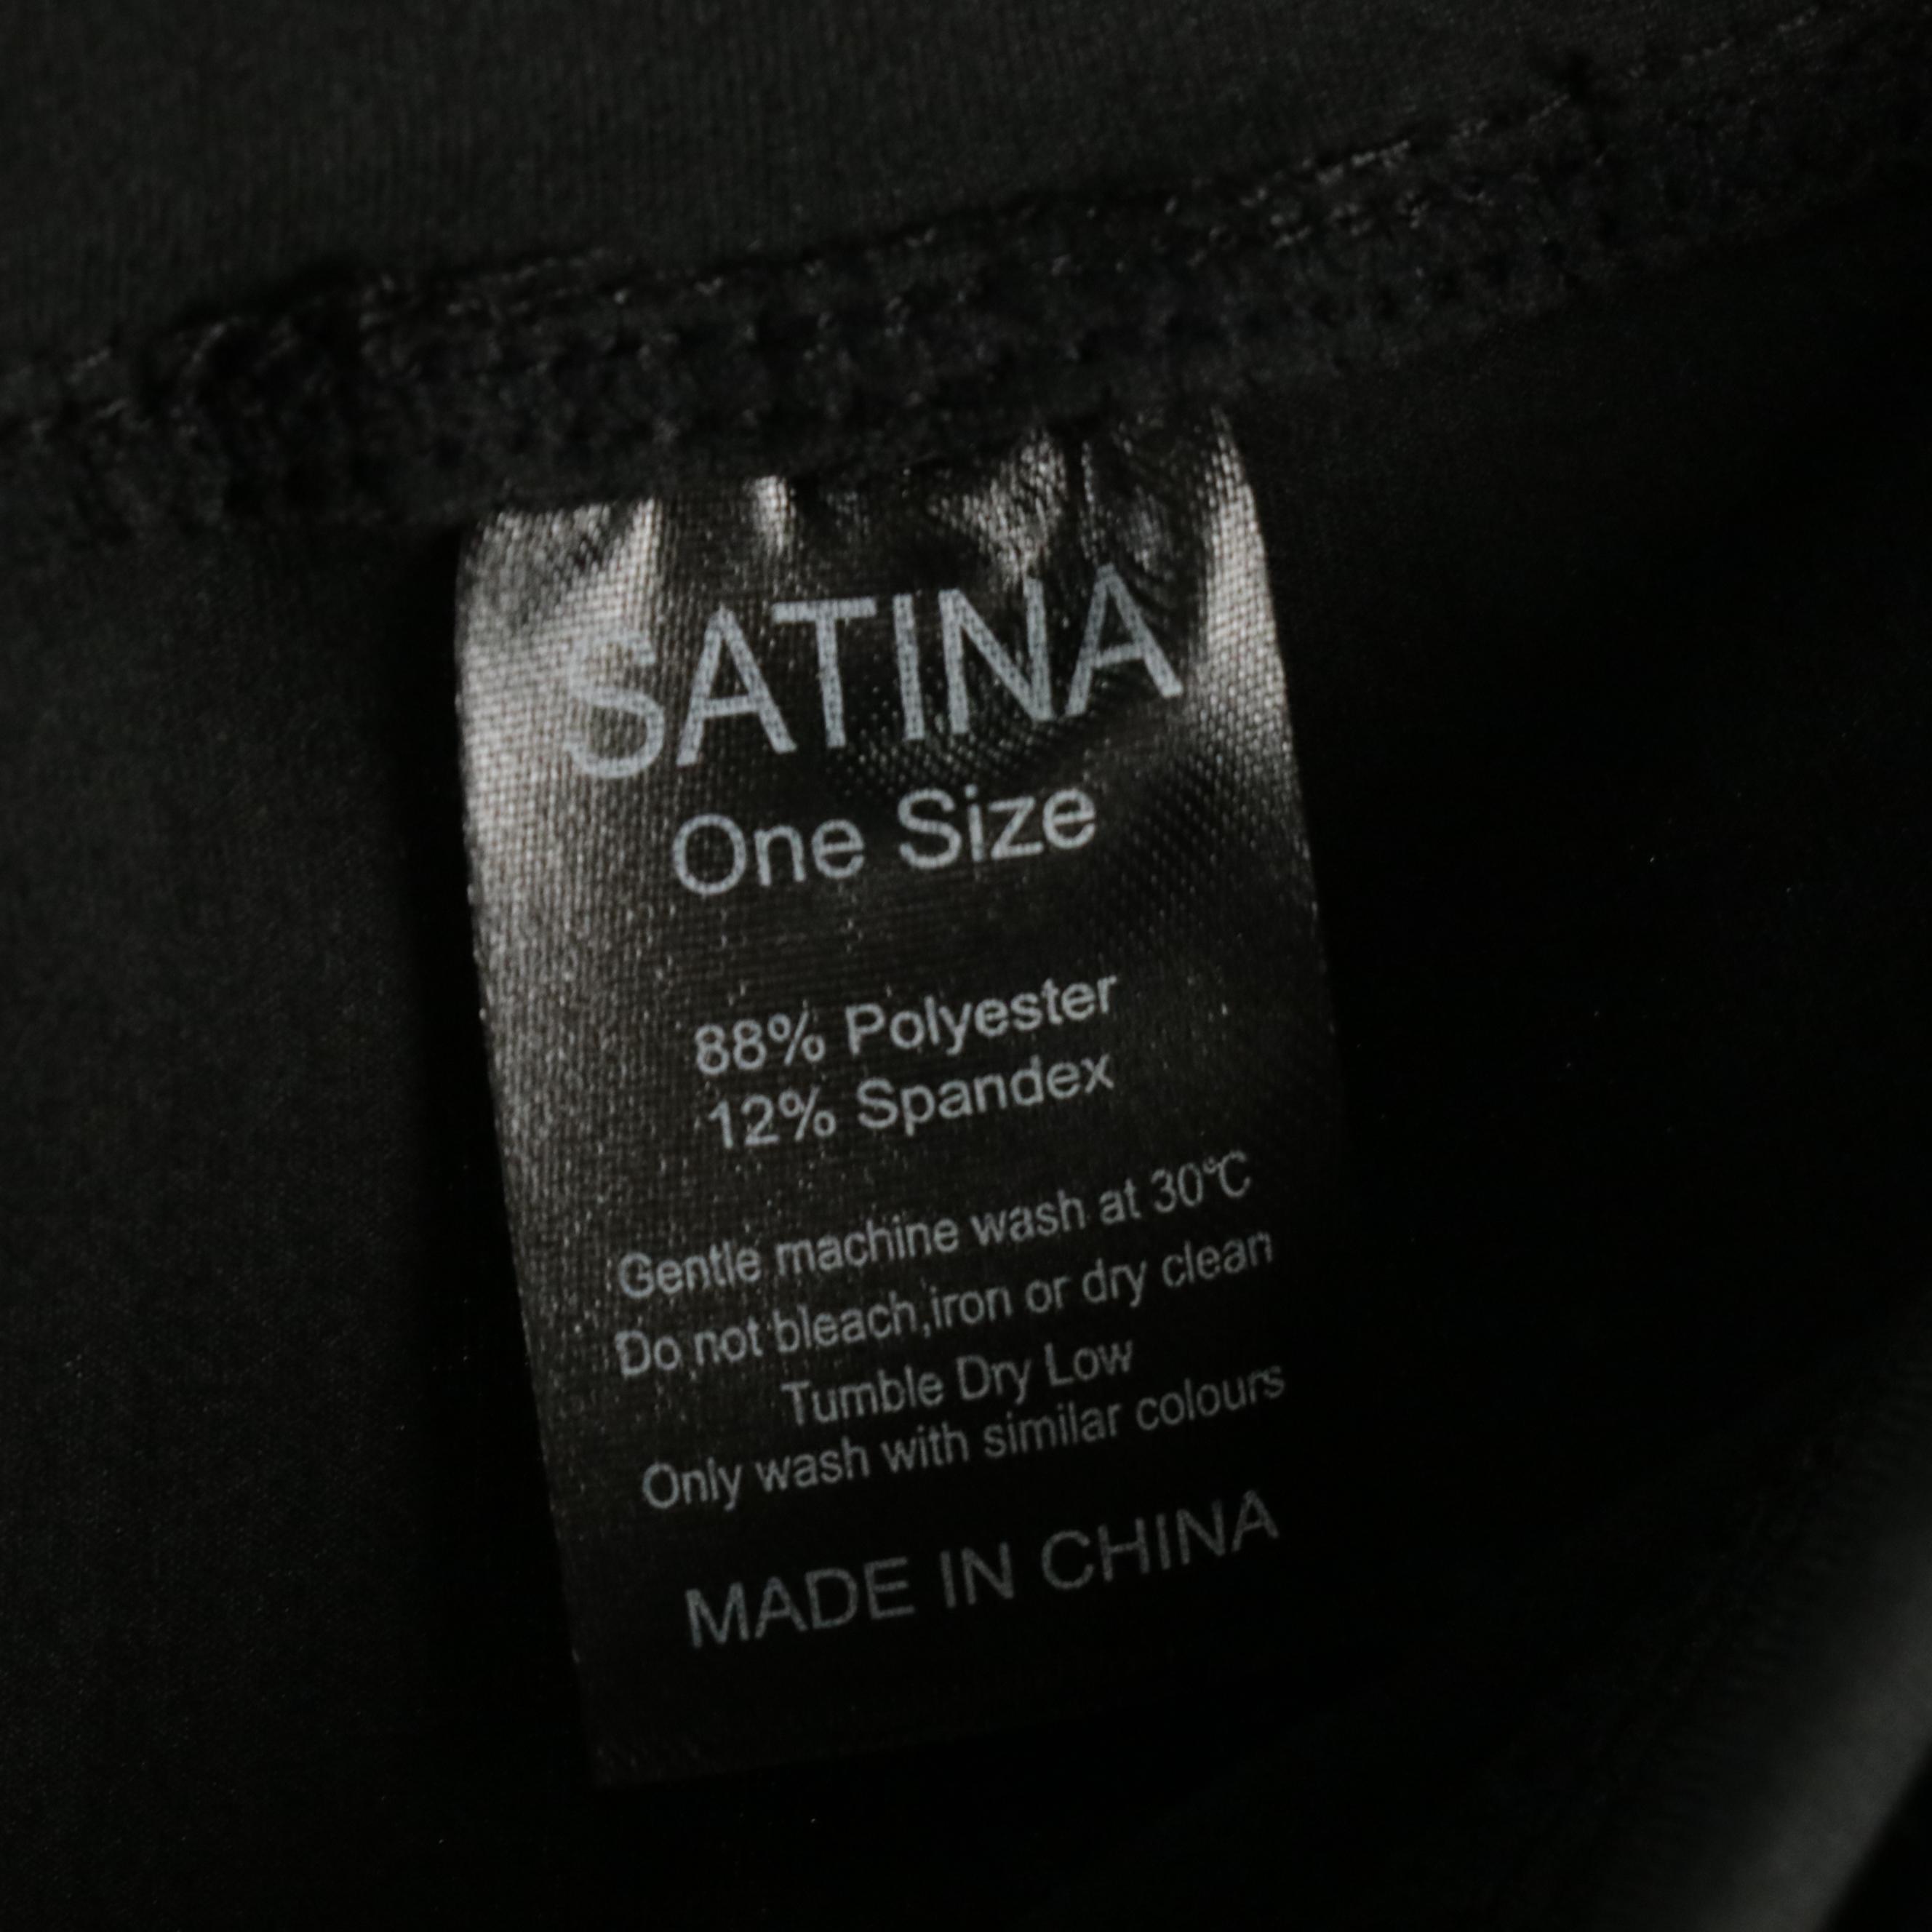 SATINA
One Size
88% Polyester
12% Spandex
Gentle machine wash at 30℃
Do not bleach,iron or dry clean
Tumble Dry Low
Only wash with similar colours
MADE IN CHINA